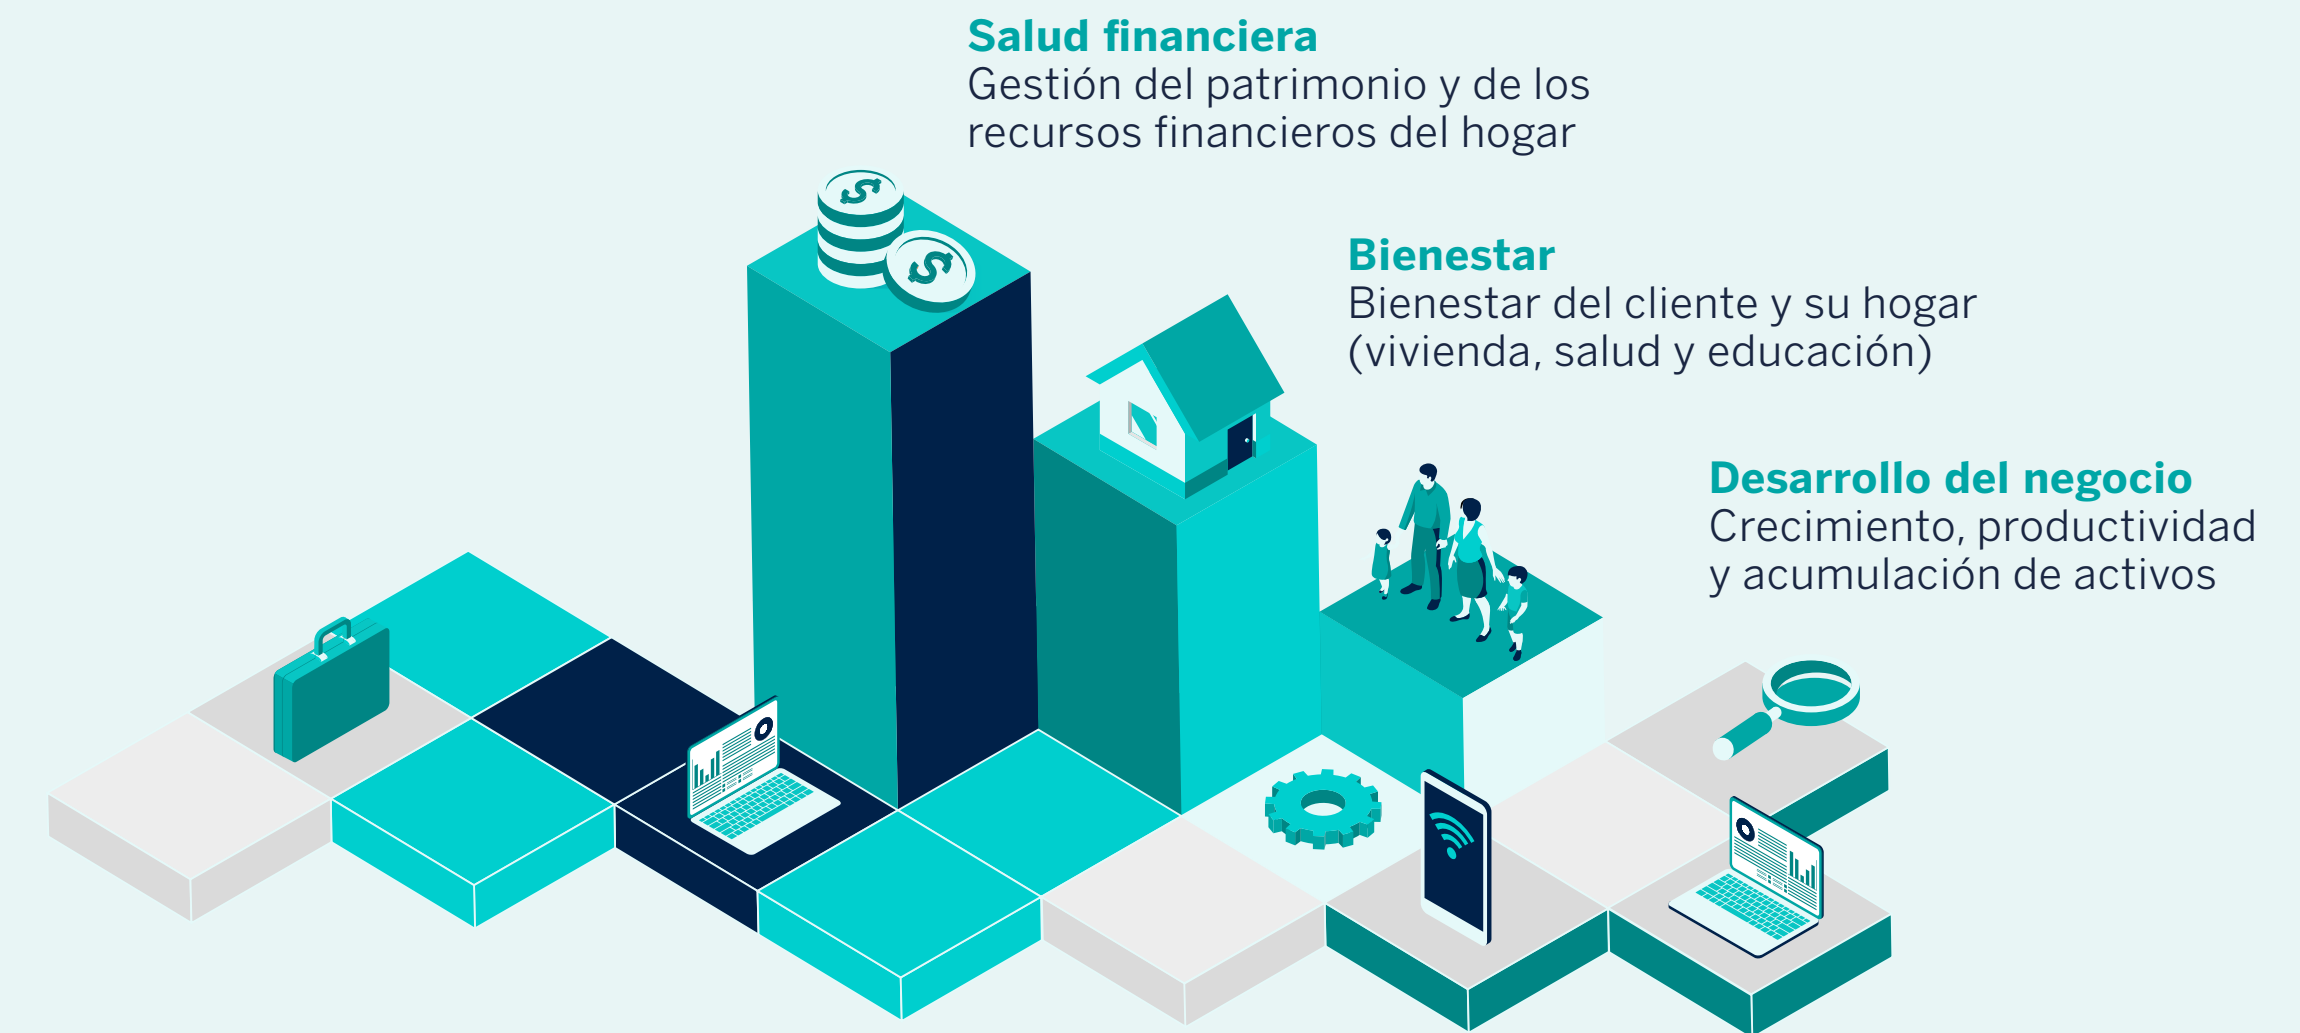 Salud financiera
Gestión del patrimonio y de los
recursos financieros del hogar
Bienestar
Bienestar del cliente y su hogar
(vivienda, salud y educación)
Desarrollo del negocio
Crecimiento, productividad
y acumulación de activos